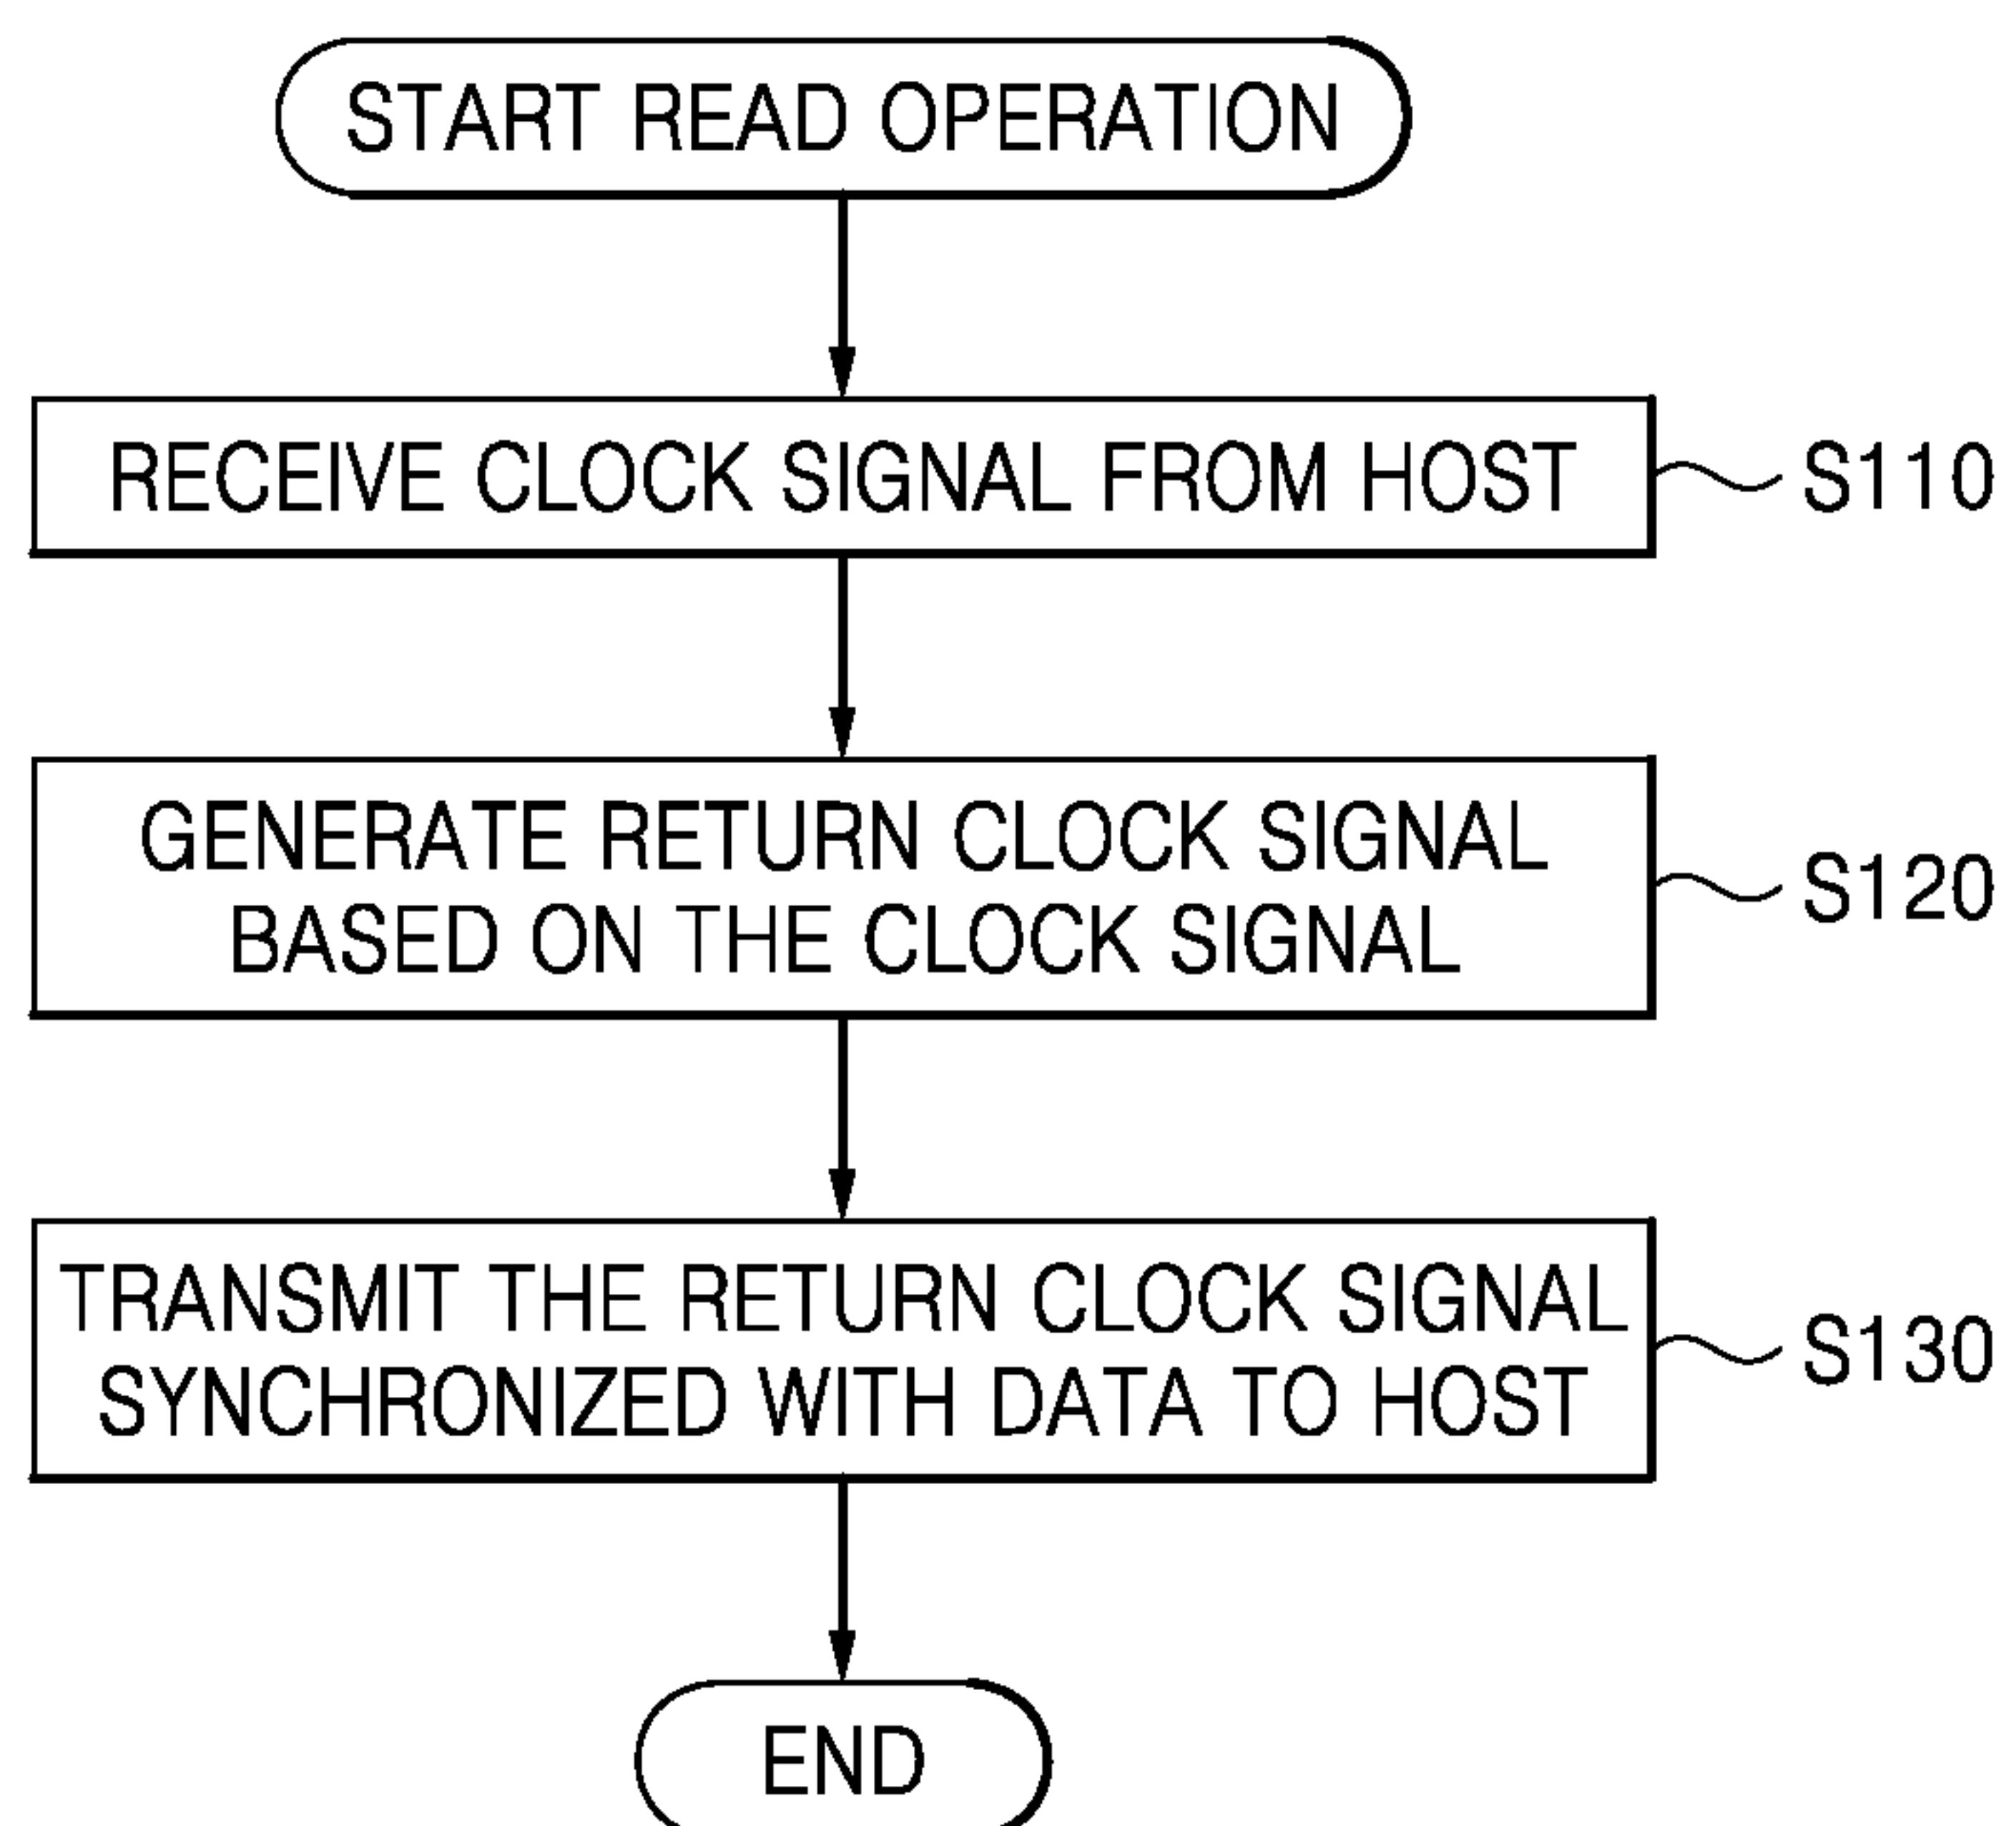 START READ OPERATION
RECEIVE CLOCK SIGNAL FROM HOST
S110
GENERATE RETURN CLOCK SIGNAL
BASED ON THE CLOCK SIGNAL
S120
TRANSMIT THE RETURN CLOCK SIGNAL
SYNCHRONIZED WITH DATA TO HOST
S130
END